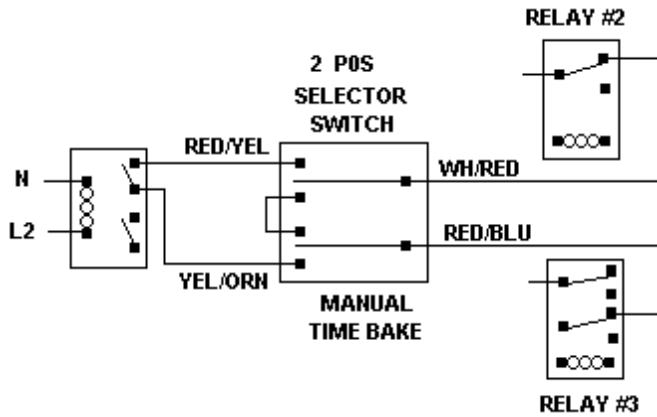 RELAY #2
2 P0S
SELECTOR
SWITCH
RED/YEL
WH/RED
N
L2
RED/BLU
YEL/ORN
MANUAL
TIME BAKE
RELAY #3